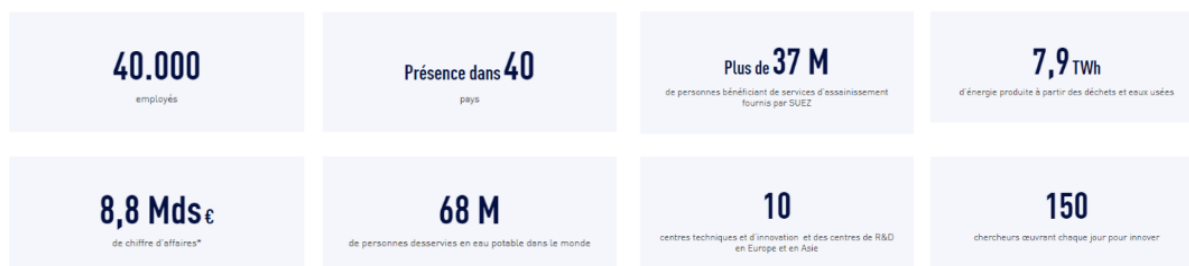 40.000
employés
Présence dans 40
pays
Plus de 37 M
de personnes bénéficiant de services d'assainissement
fournis par SUEZ
7,9 TWh
d'énergie produite à partir des déchets et eaux usées
8,8 Mds €
de chiffre d'affaires*
68 M
de personnes desservies en eau potable dans le monde
10
centres techniques et d'innovation et des centres de R&D
en Europe et en Asie
150
chercheurs œuvrant chaque jour pour innover